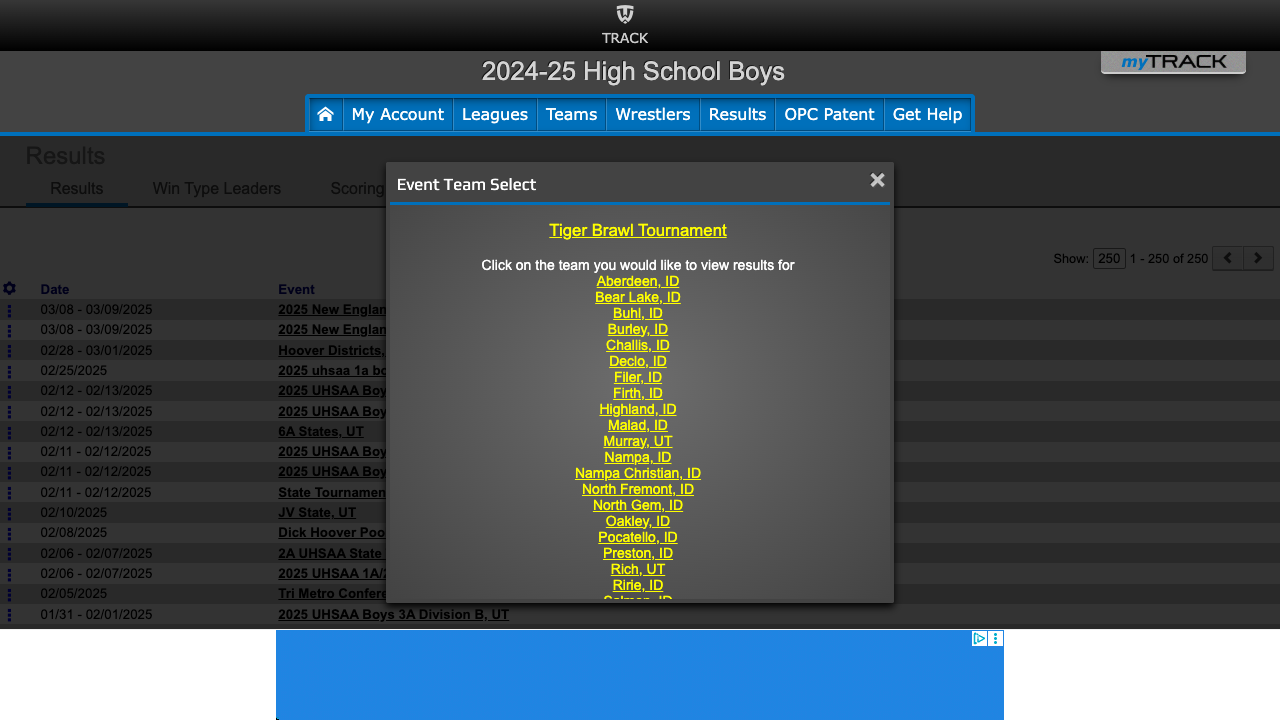 TRACK
2024-25 High School Boys
myTRACK
My Account
Leagues
Teams
Wrestlers
Results
OPC Patent
Get Help
Results
Results
Win Type Leaders
Scoring
Event Team Select
Tiger Brawl Tournament
Click on the team you would like to view results for
Aberdeen, ID
Bear Lake, ID
Buhl, ID
Burley, ID
Challis, ID
Declo, ID
Filer, ID
Firth, ID
Highland, ID
Malad, ID
Murray, UT
Nampa, ID
Nampa Christian, ID
North Fremont, ID
North Gem, ID
Oakley, ID
Pocatello, ID
Preston, ID
Rich, UT
Ririe, ID
Show: 250 1 - 250 of 250
Date Event
03/08 - 03/09/2025 2025 New Englan
03/08 - 03/09/2025 2025 New Englan
02/28 - 03/01/2025 Hoover Districts,
02/25/2025 2025 uhsaa 1a bo
02/12 - 02/13/2025 2025 UHSAA Boy
02/12 - 02/13/2025 2025 UHSAA Boy
02/12 - 02/13/2025 6A States, UT
02/11 - 02/12/2025 2025 UHSAA Boy
02/11 - 02/12/2025 2025 UHSAA Boy
02/11 - 02/12/2025 State Tournamen
02/10/2025 JV State, UT
02/08/2025 Dick Hoover Poo
02/06 - 02/07/2025 2A UHSAA State
02/06 - 02/07/2025 2025 UHSAA 1A/2
02/05/2025 Tri Metro Confere
01/31 - 02/01/2025 2025 UHSAA Boys 3A Division B, UT